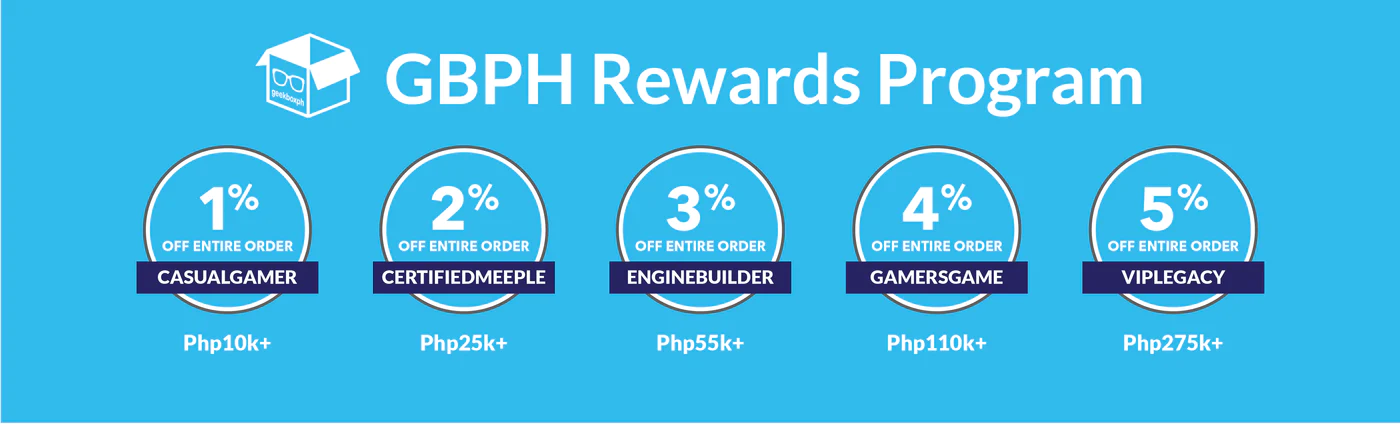 geekboxph
GBPH Rewards Program
1%
OFF ENTIRE ORDER
CASUALGAMER
Php10k+
2%
OFF ENTIRE ORDER
CERTIFIEDMEEPLE
Php25k+
3%
OFF ENTIRE ORDER
ENGINEBUILDER
Php55k+
4%
OFF ENTIRE ORDER
GAMERSGAME
Php110k+
5%
OFF ENTIRE ORDER
VIPLEGACY
Php275k+